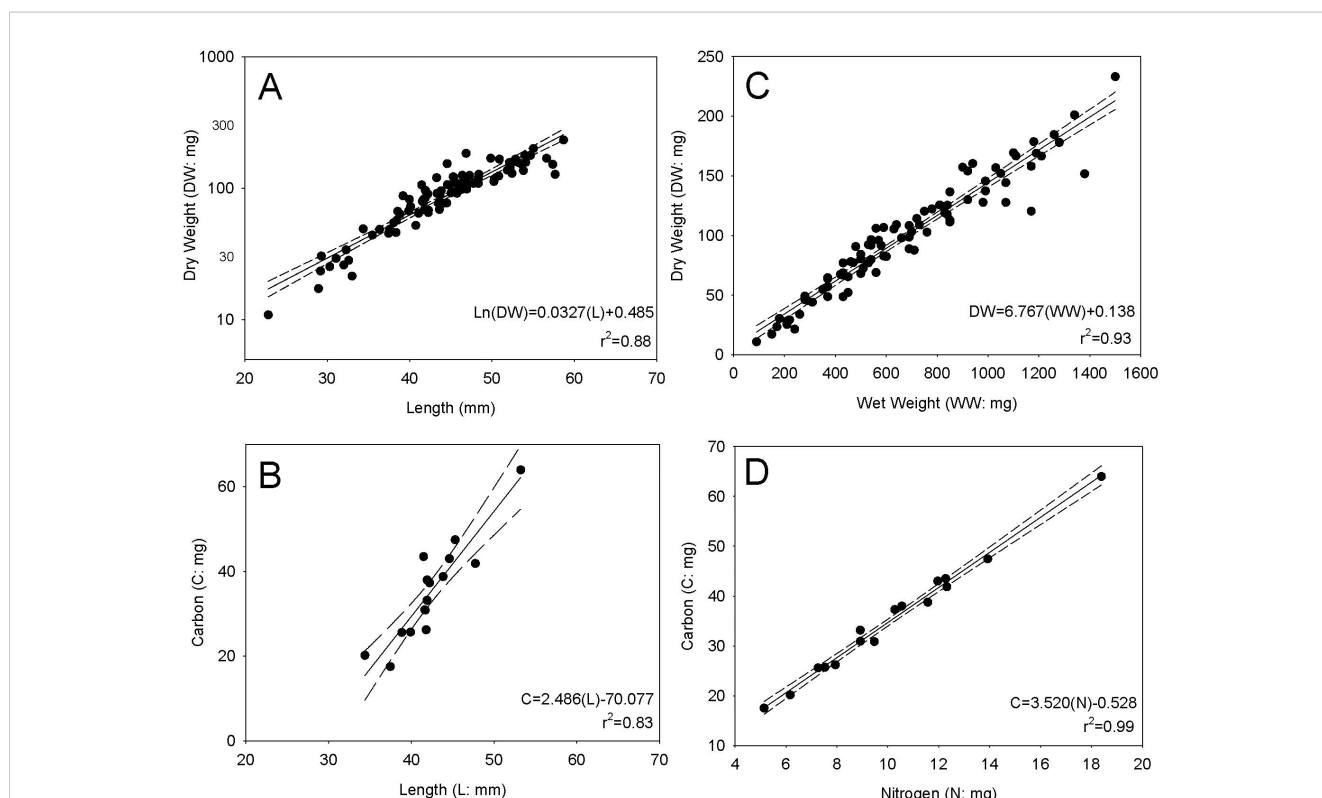 A
1000
300
100
30
10
Dry Weight (DW: mg)
Ln(DW)=0.0327(L)+0.485
r²=0.88
20 30 40 50 60 70
Length (mm)
C
250
200
150
100
50
0
Dry Weight (DW: mg)
DW=6.767(WW)+0.138
r²=0.93
0 200 400 600 800 1000 1200 1400 1600
Wet Weight (WW: mg)
B
60
40
20
0
Carbon (C: mg)
C=2.486(L)-70.077
r²=0.83
20 30 40 50 60 70
Length (L: mm)
D
70
60
50
40
30
20
10
Carbon (C: mg)
C=3.520(N)-0.528
r²=0.99
4 6 8 10 12 14 16 18 20
Nitrogen (N: mg)